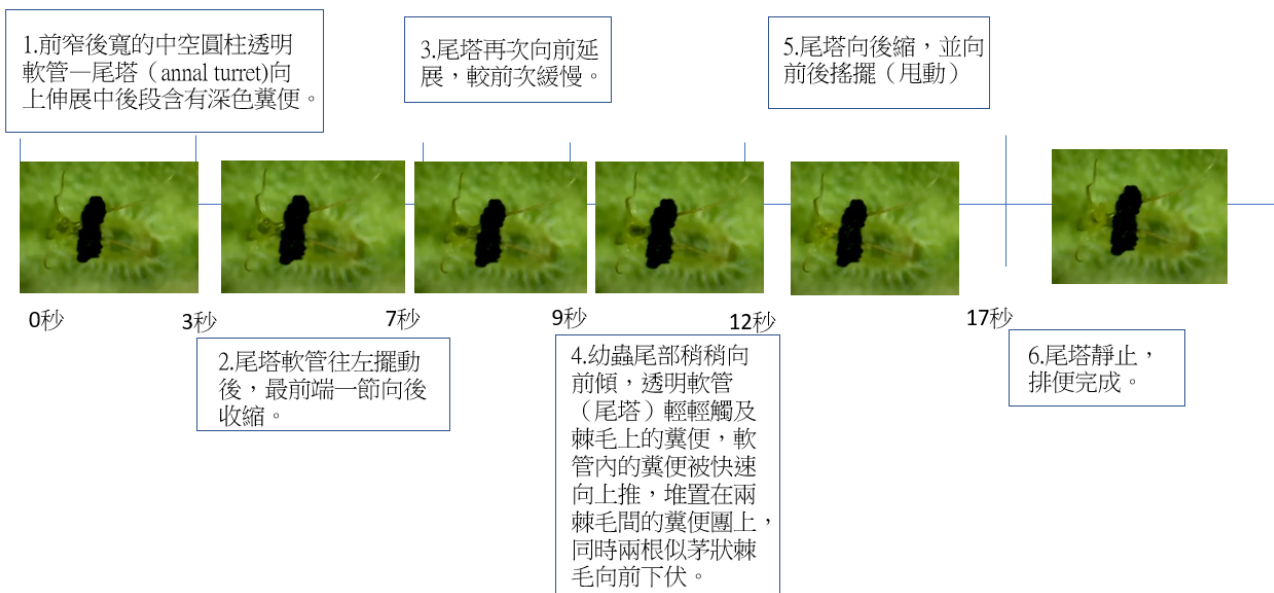 1.前窄後寬的中空圓柱透明
軟管—尾塔（annal turret)向
上伸展中後段含有深色糞便。
3.尾塔再次向前延
展，較前次緩慢。
5.尾塔向後縮，並向
前後搖擺（甩動）
0秒
3秒
7秒
9秒
12秒
17秒
2.尾塔軟管往左擺動
後，最前端一節向後
收縮。
4.幼蟲尾部稍稍向
前傾，透明軟管
（尾塔）輕輕觸及
棘毛上的糞便，軟
管內的糞便被快速
向上推，堆置在兩
棘毛間的糞便團上，
同時兩根似茅狀棘
毛向前下伏。
6.尾塔靜止，
排便完成。